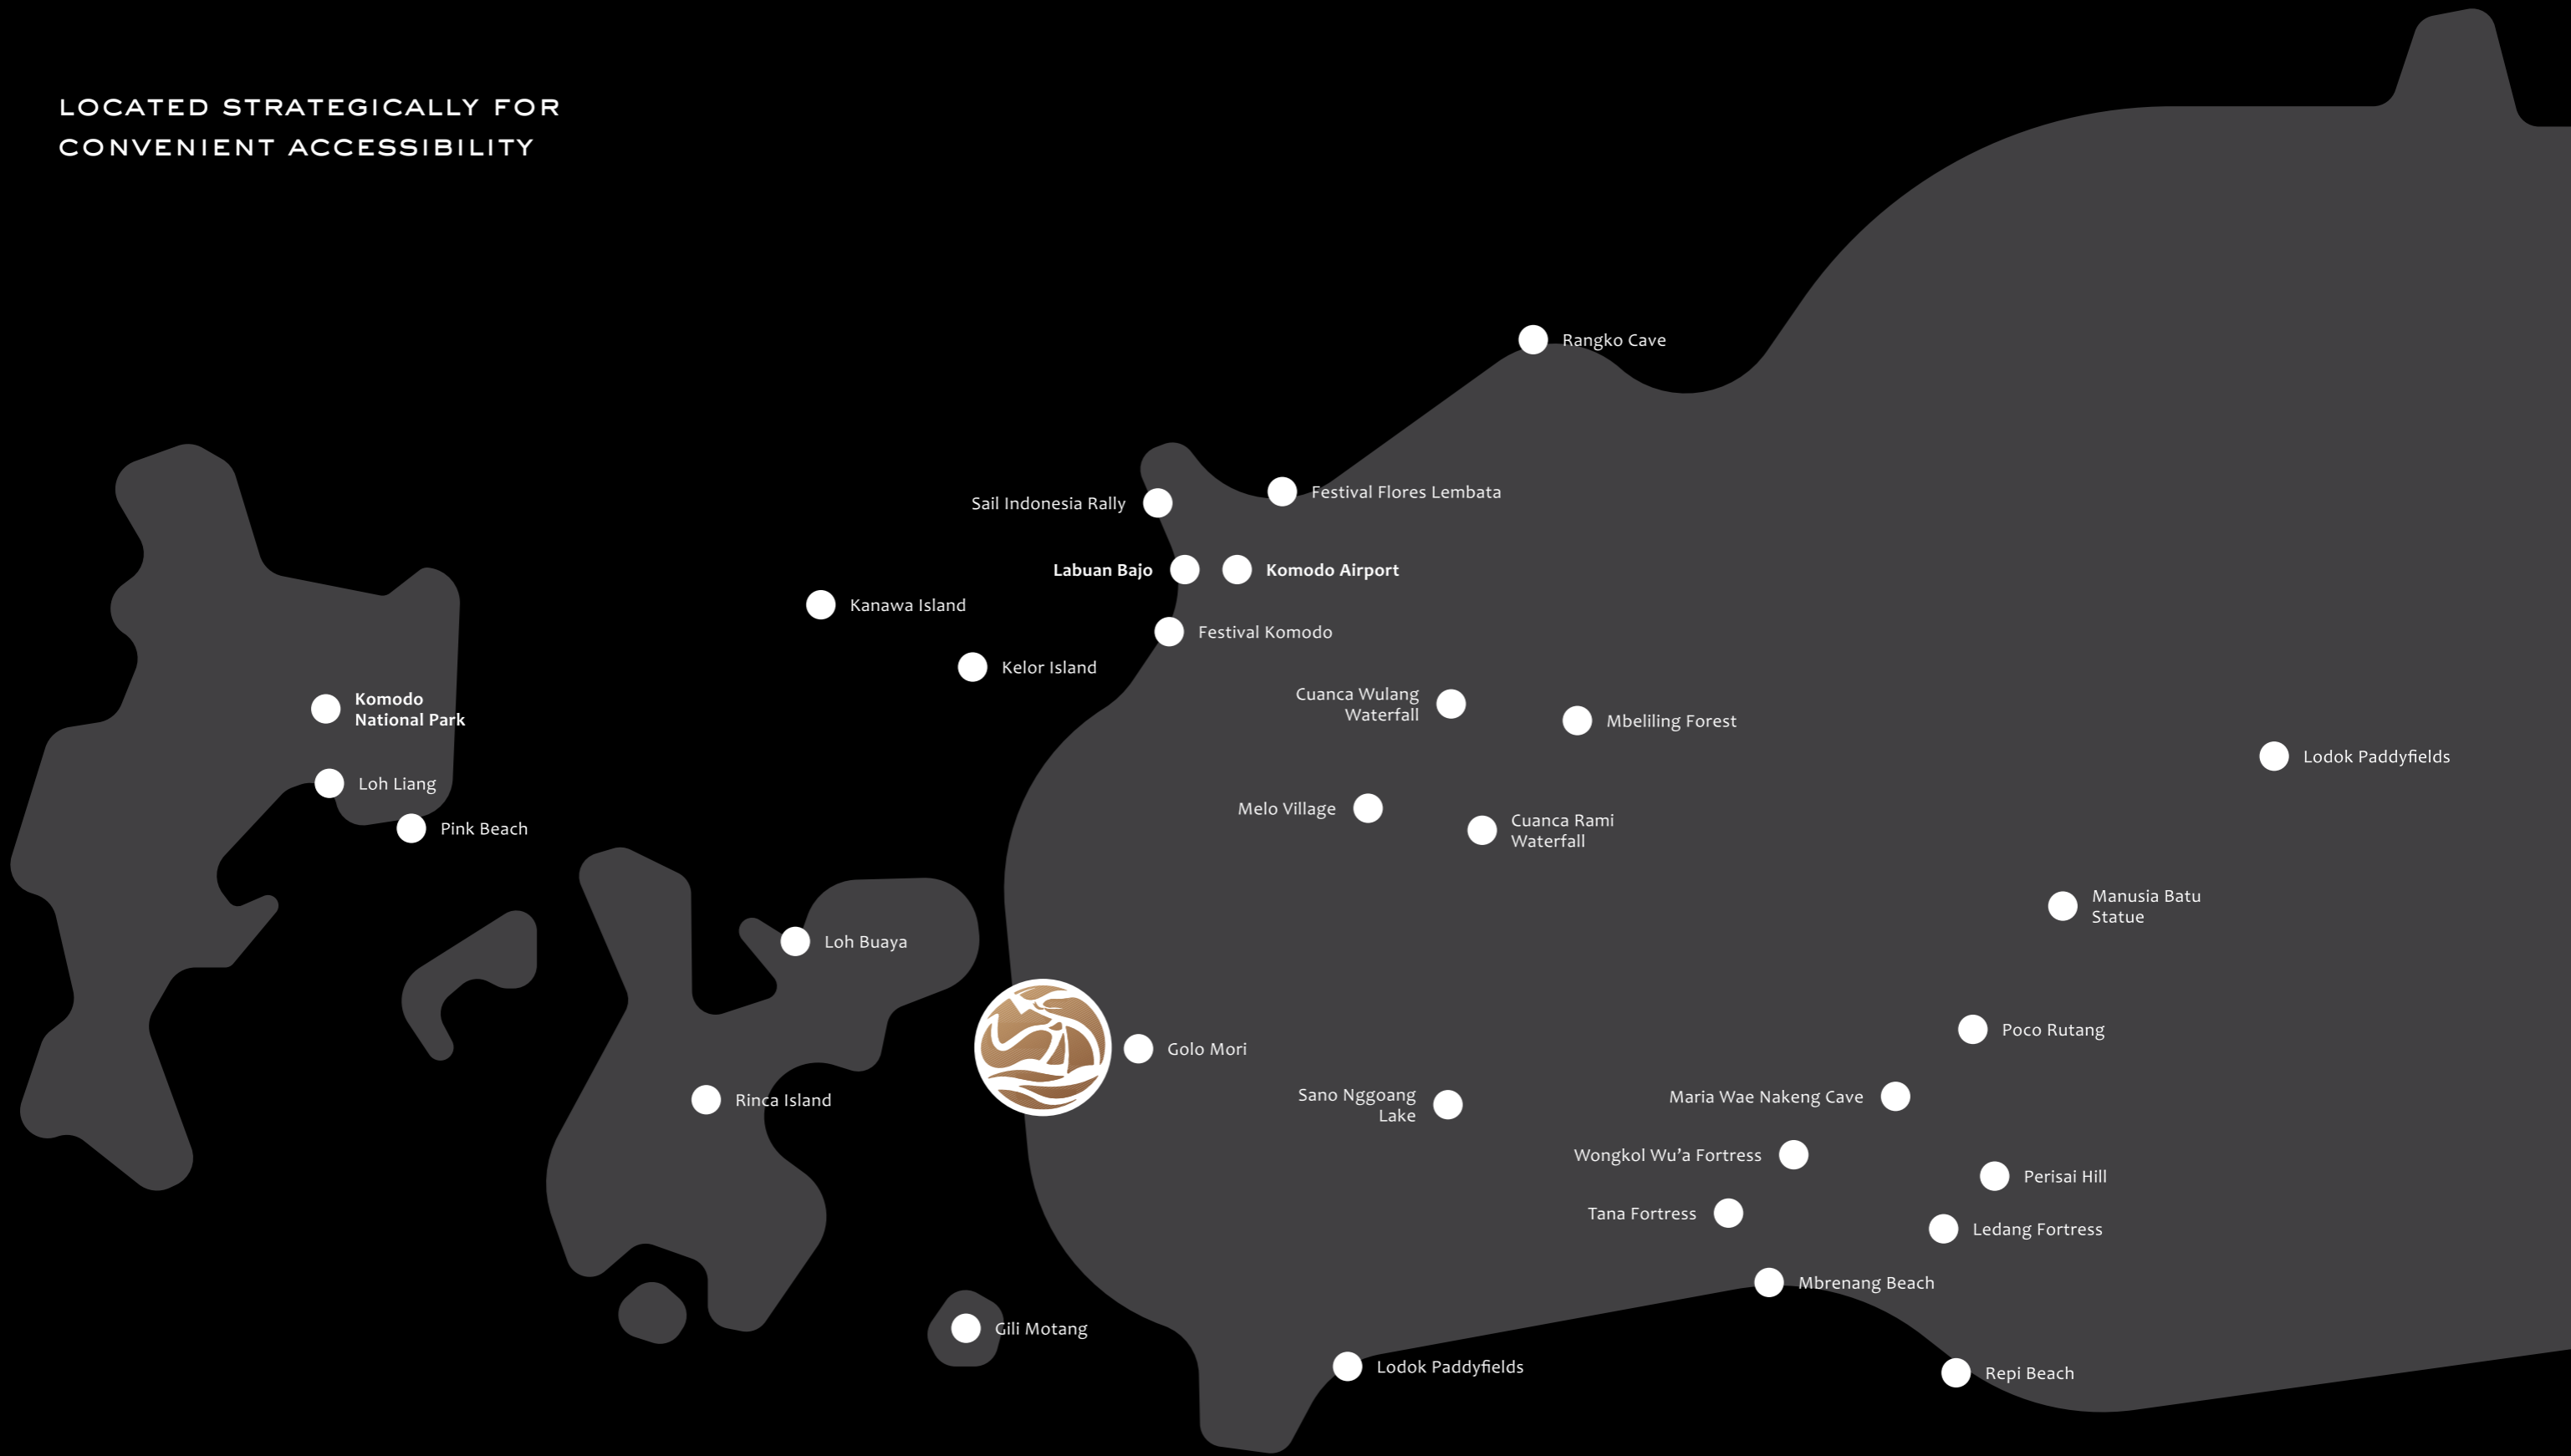 LOCATED STRATEGICALLY FOR
CONVENIENT ACCESSIBILITY
Rangko Cave
Festival Flores Lembata
Sail Indonesia Rally
Labuan Bajo
Komodo Airport
Kanawa Island
Festival Komodo
Kelor Island
Komodo
National Park
Cuanca Wulang
Waterfall
Mbeliling Forest
Lodok Paddyfields
Loh Liang
Pink Beach
Melo Village
Cuanca Rami
Waterfall
Manusia Batu
Statue
Loh Buaya
Golo Mori
Poco Rutang
Rinca Island
Sano Nggoang
Lake
Maria Wae Nakeng Cave
Wongkol Wu’a Fortress
Perisai Hill
Tana Fortress
Ledang Fortress
Mbrenang Beach
Gili Motang
Lodok Paddyfields
Repi Beach